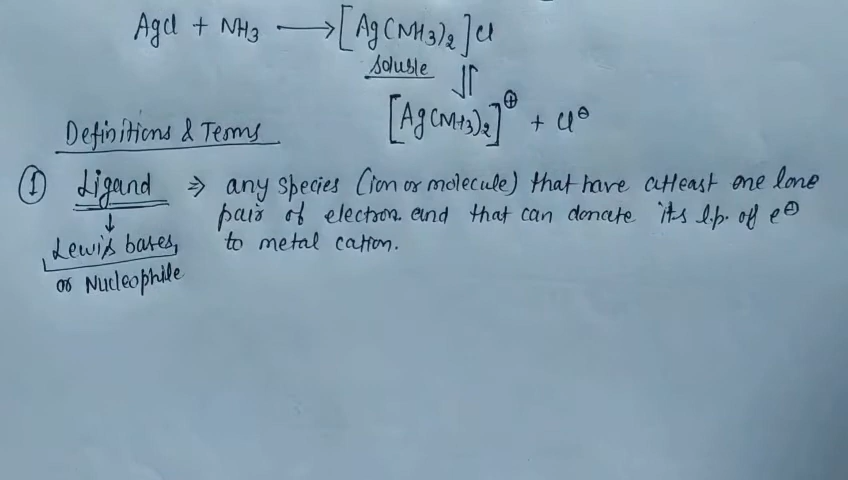 AgCl + NH3 ⟶ [Ag(NH3)2]Cl
soluble ⇌
[Ag(NH3)2]⊕ + Cl⊖
Definitions & Terms
① Ligand ⇒ any species (ion or molecule) that have atleast one lone
pair of electron. and that can donate its l.p. of e⊖
↓
Lewis bases, to metal cation.
or Nucleophile